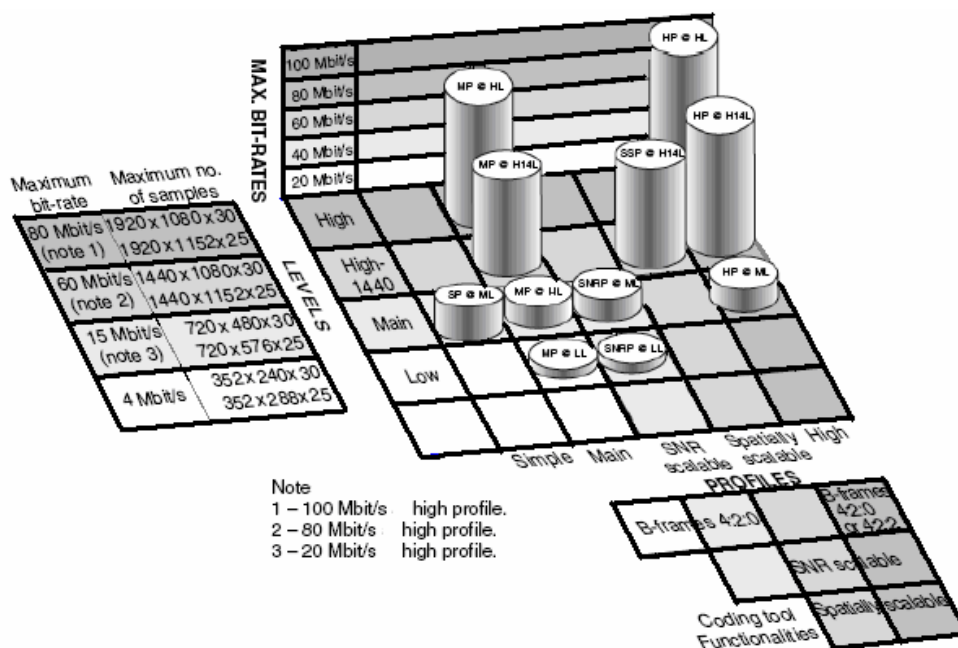 MAX. BIT-RATES
100 Mbit/s
80 Mbit/s
60 Mbit/s
40 Mbit/s
20 Mbit/s
HP @ HL
MP @ HL
HP @ H14L
SSP @ H14L
MP @ H14L
HP @ ML
SNRP @ ML
MP @ HL
SP @ ML
MP @ LL
SNRP @ LL
LEVELS
High
High-
1440
Main
Low
Maximum
bit-rate
Maximum no.
of samples
80 Mbit/s
(note 1)
1920x1080x30
1920x1152x25
60 Mbit/s
(note 2)
1440x1080x30
1440x1152x25
15 Mbit/s
(note 3)
720x480x30
720x576x25
4 Mbit/s
352x240x30
352x288x25
Simple
Main
SNR
scalable
Spatially
scalable
High
PROFILES
Note
1 – 100 Mbit/s high profile.
2 – 80 Mbit/s high profile.
3 – 20 Mbit/s high profile.
B-frames 4:2:0
B-frames
4:2:0
or 4:2:2
SNR scalable
Spatially scalable
Coding tool
Functionalities